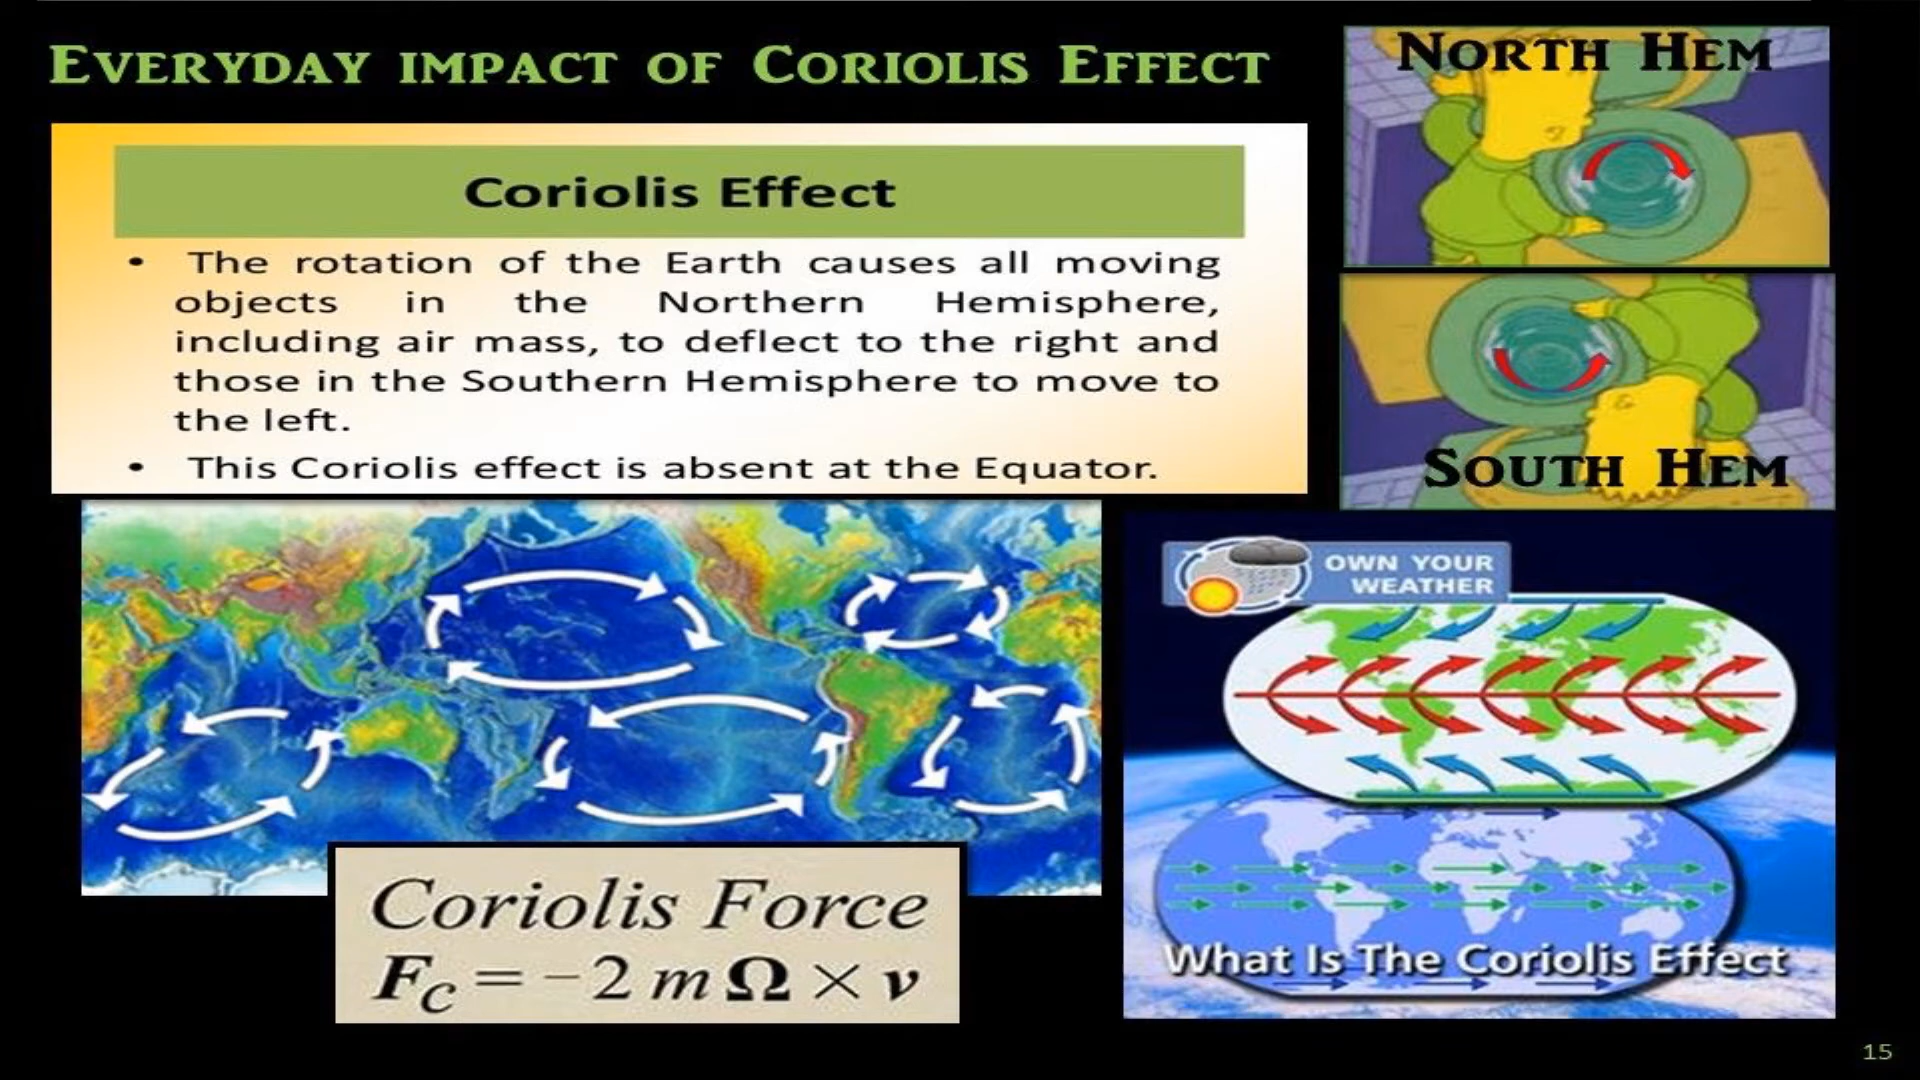 Everyday impact of Coriolis Effect
North Hem
Coriolis Effect
• The rotation of the Earth causes all moving
objects in the Northern Hemisphere,
including air mass, to deflect to the right and
those in the Southern Hemisphere to move to
the left.
• This Coriolis effect is absent at the Equator.
South Hem
OWN YOUR
WEATHER
What Is The Coriolis Effect
Coriolis Force
F_C = −2 m Ω × v
15